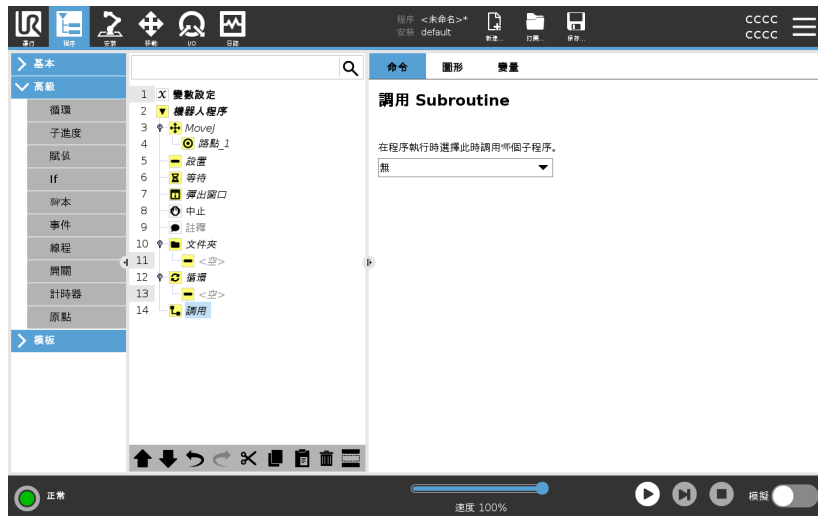 UR
程序 <未命名>*
安裝 default
cccc
cccc
運行
程序
安裝
移動
I/O
日誌
新建...
打開...
保存...
基本
高級
循環
子進度
賦值
If
腳本
事件
線程
開關
計時器
原點
模板
1 X 變數設定
2 機器人程序
3 MoveJ
4 路點_1
5 設置
6 等待
7 彈出窗口
8 中止
9 註釋
10 文件夾
11 <空>
12 循環
13 <空>
14 調用
命令 圖形 變量
調用 Subroutine
在程序執行時選擇此時調用哪個子程序。
無
正常
速度 100%
模擬